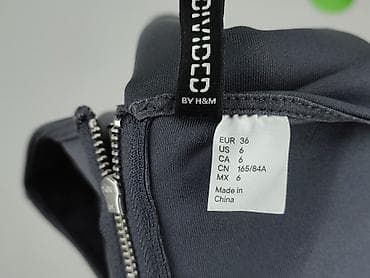 DIVIDED
BY H&M
EUR 36
US 6
CA 6
CN 165/84A
MX 6
Made in
China